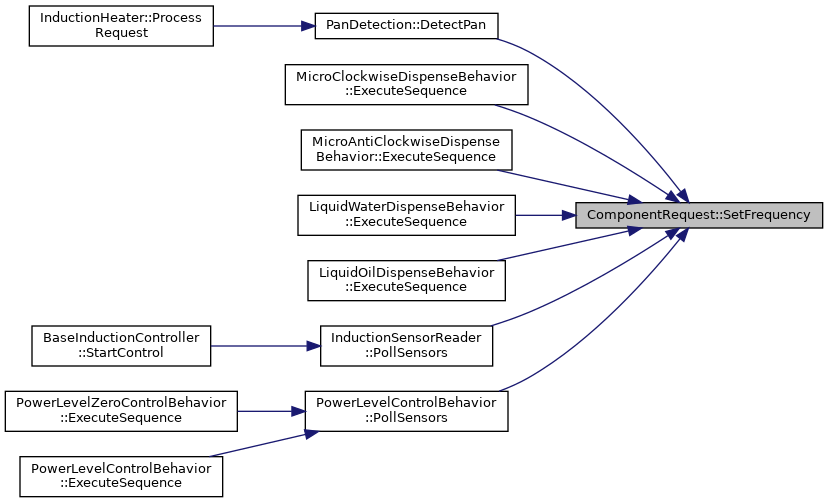 InductionHeater::Process
Request
PanDetection::DetectPan
MicroClockwiseDispenseBehavior
::ExecuteSequence
MicroAntiClockwiseDispense
Behavior::ExecuteSequence
LiquidWaterDispenseBehavior
::ExecuteSequence
ComponentRequest::SetFrequency
LiquidOilDispenseBehavior
::ExecuteSequence
BaseInductionController
::StartControl
InductionSensorReader
::PollSensors
PowerLevelZeroControlBehavior
::ExecuteSequence
PowerLevelControlBehavior
::PollSensors
PowerLevelControlBehavior
::ExecuteSequence